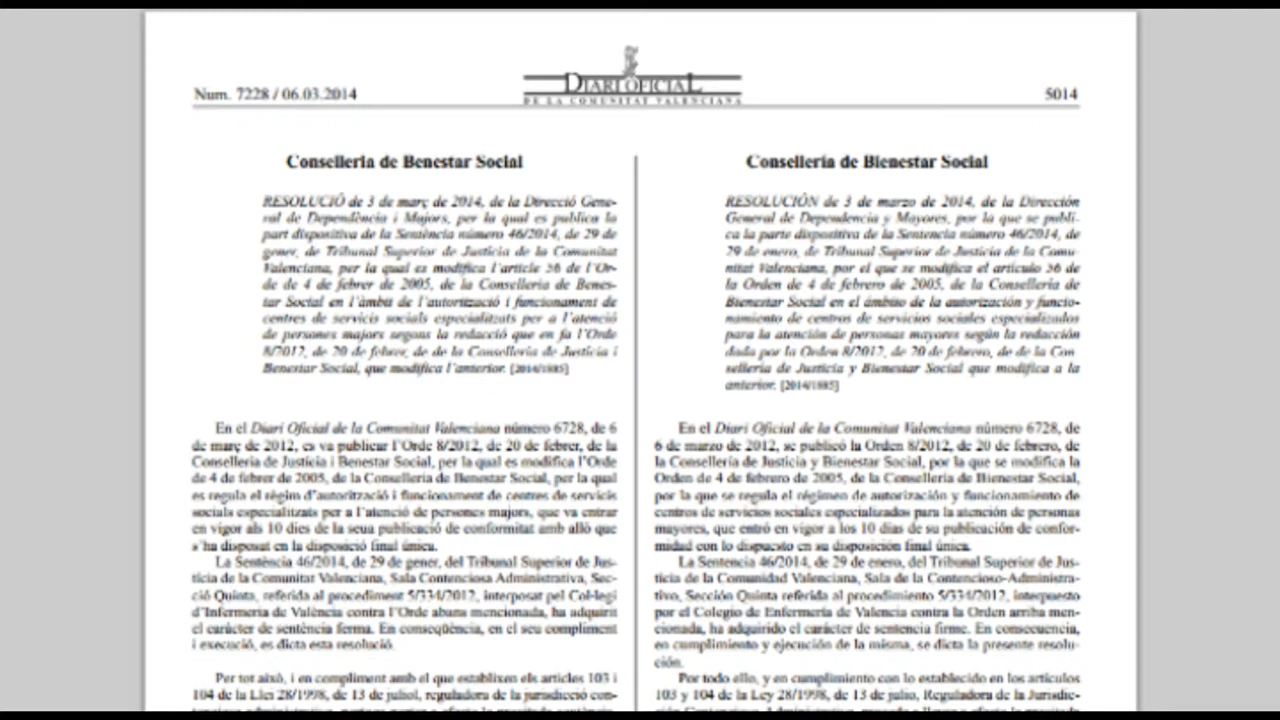 Num. 7228 / 06.03.2014
DIARI OFICIAL
DE LA COMUNITAT VALENCIANA
5014
Conselleria de Benestar Social
RESOLUCIÓ de 3 de març de 2014, de la Direcció Gene-
ral de Dependència i Majors, per la qual es publica la
part dispositiva de la Sentència número 46/2014, de 29 de
gener, de Tribunal Superior de Justícia de la Comunitat
Valenciana, per la qual es modifica l'article 56 de l'Or-
de de 4 de febrer de 2005, de la Conselleria de Benes-
tar Social en l'àmbit de l'autorització i funcionament de
centres de servicis socials especialitzats per a l'atenció
de persones majors segons la redacció que en fa l'Orde
8/2012, de 20 de febrer, de de la Conselleria de Justícia i
Benestar Social, que modifica l'anterior. [2014/1885]
En el Diari Oficial de la Comunitat Valenciana número 6728, de 6
de març de 2012, es va publicar l'Orde 8/2012, de 20 de febrer, de la
Conselleria de Justícia i Benestar Social, per la qual es modifica l'Orde
de 4 de febrer de 2005, de la Conselleria de Benestar Social, per la qual
es regula el règim d'autorització i funcionament de centres de servicis
socials especialitzats per a l'atenció de persones majors, que va entrar
en vigor als 10 dies de la seua publicació de conformitat amb allò que
s'ha disposat en la disposició final única.
La Sentència 46/2014, de 29 de gener, del Tribunal Superior de Jus-
tícia de la Comunitat Valenciana, Sala Contenciosa Administrativa, Sec-
ció Quinta, referida al procediment 5/334/2012, interposat pel Col·legi
d'Infermeria de València contra l'Orde abans mencionada, ha adquirit
el caràcter de sentència ferma. En conseqüència, en el seu compliment
i execució, es dicta esta resolució.
Per tot això, i en compliment amb el que establixen els articles 103 i
104 de la Llei 28/1998, de 13 de juliol, reguladora de la jurisdicció con-
Conselleria de Bienestar Social
RESOLUCIÓN de 3 de marzo de 2014, de la Dirección
General de Dependencia y Mayores, por la que se publi-
ca la parte dispositiva de la Sentencia número 46/2014, de
29 de enero, de Tribunal Superior de Justicia de la Comu-
nitat Valenciana, por el que se modifica el artículo 56 de
la Orden de 4 de febrero de 2005, de la Conselleria de
Bienestar Social en el ámbito de la autorización y funcio-
namiento de centros de servicios sociales especializados
para la atención de personas mayores según la redacción
dada por la Orden 8/2012, de 20 de febrero, de de la Con
selleria de Justicia y Bienestar Social que modifica a la
anterior. [2014/1885]
En el Diari Oficial de la Comunitat Valenciana número 6728, de
6 de marzo de 2012, se publicó la Orden 8/2012, de 20 de febrero, de
la Conselleria de Justicia y Bienestar Social, por la que se modifica la
Orden de 4 de febrero de 2005, de la Conselleria de Bienestar Social,
por la que se regula el régimen de autorización y funcionamiento de
centros de servicios sociales especializados para la atención de personas
mayores, que entró en vigor a los 10 días de su publicación de confor-
midad con lo dispuesto en su disposición final única.
La Sentencia 46/2014, de 29 de enero, del Tribunal Superior de Jus-
ticia de la Comunidad Valenciana, Sala de la Contencioso-Administra-
tivo, Sección Quinta referida al procedimiento 5/334/2012, interpuesto
por el Colegio de Enfermería de Valencia contra la Orden arriba men-
cionada, ha adquirido el carácter de sentencia firme. En consecuencia,
en cumplimiento y ejecución de la misma, se dicta la presente resolu-
ción.
Por todo ello, y en cumplimiento con lo establecido en los artículos
103 y 104 de la Ley 28/1998, de 13 de julio, Reguladora de la Jurisdic-